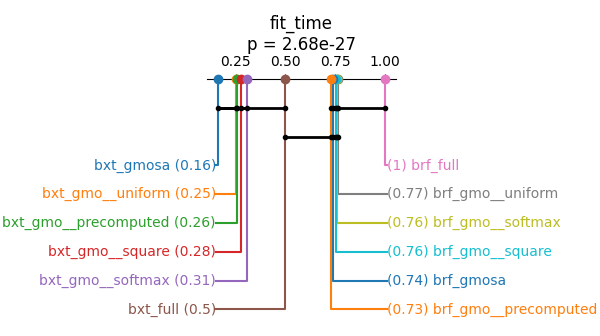 fit_time
p = 2.68e-27
0.25 0.50 0.75 1.00
bxt_gmosa (0.16) (1) brf_full
bxt_gmo__uniform (0.25) (0.77) brf_gmo__uniform
bxt_gmo__precomputed (0.26) (0.76) brf_gmo__softmax
bxt_gmo__square (0.28) (0.76) brf_gmo__square
bxt_gmo__softmax (0.31) (0.74) brf_gmosa
bxt_full (0.5) (0.73) brf_gmo__precomputed